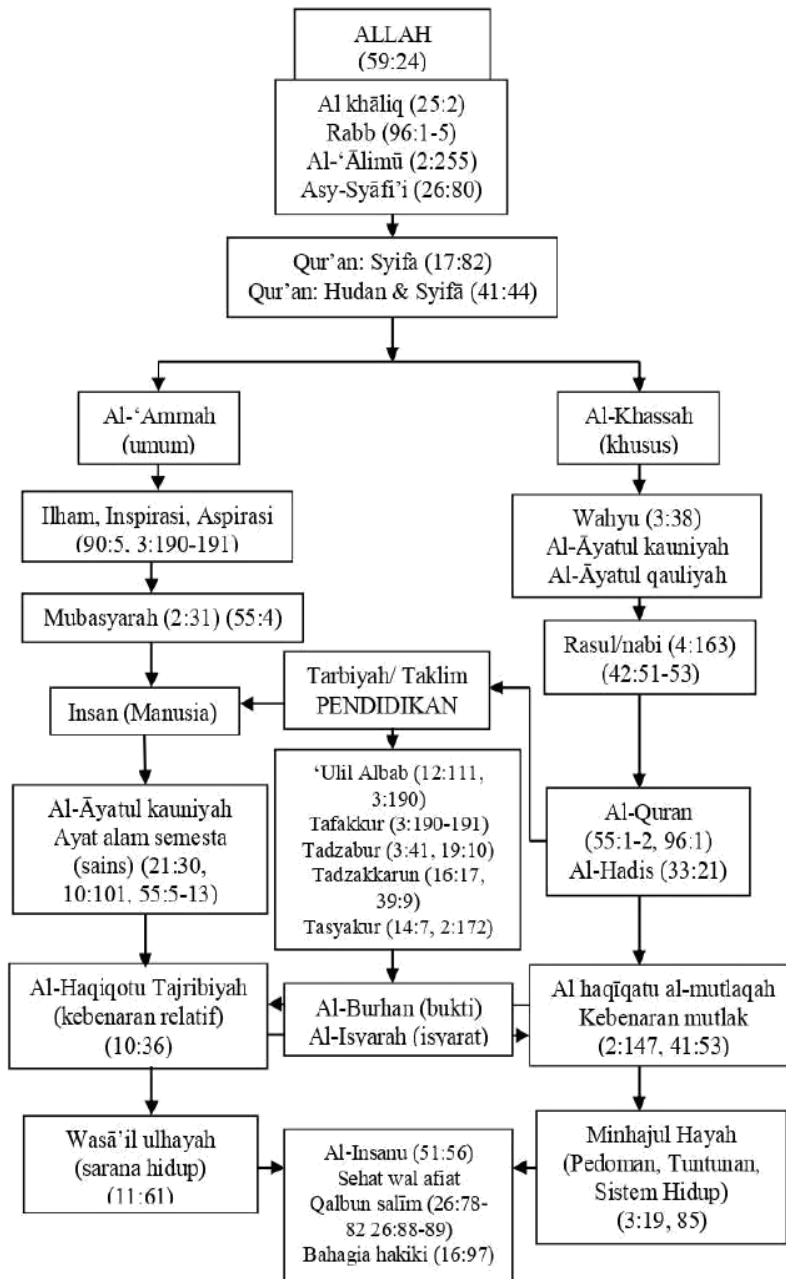 ALLAH
(59:24)
Al khāliq (25:2)
Rabb (96:1-5)
Al-‘Ālimū (2:255)
Asy-Syāfi’i (26:80)
Qur’an: Syifā (17:82)
Qur’an: Hudan & Syifā (41:44)
Al-‘Ammah
(umum)
Al-Khassah
(khusus)
Ilham, Inspirasi, Aspirasi
(90:5, 3:190-191)
Wahyu (3:38)
Al-Āyatul kauniyah
Al-Āyatul qauliyah
Mubasyarah (2:31) (55:4)
Rasul/nabi (4:163)
(42:51-53)
Tarbiyah/ Taklim
PENDIDIKAN
Insan (Manusia)
‘Ulil Albab (12:111,
3:190)
Tafakkur (3:190-191)
Tadzabur (3:41, 19:10)
Tadzakkarun (16:17,
39:9)
Tasyakur (14:7, 2:172)
Al-Āyatul kauniyah
Ayat alam semesta
(sains) (21:30,
10:101, 55:5-13)
Al-Quran
(55:1-2, 96:1)
Al-Hadis (33:21)
Al-Haqiqotu Tajribiyah
(kebenaran relatif)
(10:36)
Al-Burhan (bukti)
Al-Isyarah (isyarat)
Al haqīqatu al-mutlaqah
Kebenaran mutlak
(2:147, 41:53)
Wasā’il ulhayah
(sarana hidup)
(11:61)
Al-Insanu (51:56)
Sehat wal afiat
Qalbun salīm (26:78-
82 26:88-89)
Bahagia hakiki (16:97)
Minhajul Hayah
(Pedoman, Tuntunan,
Sistem Hidup)
(3:19, 85)